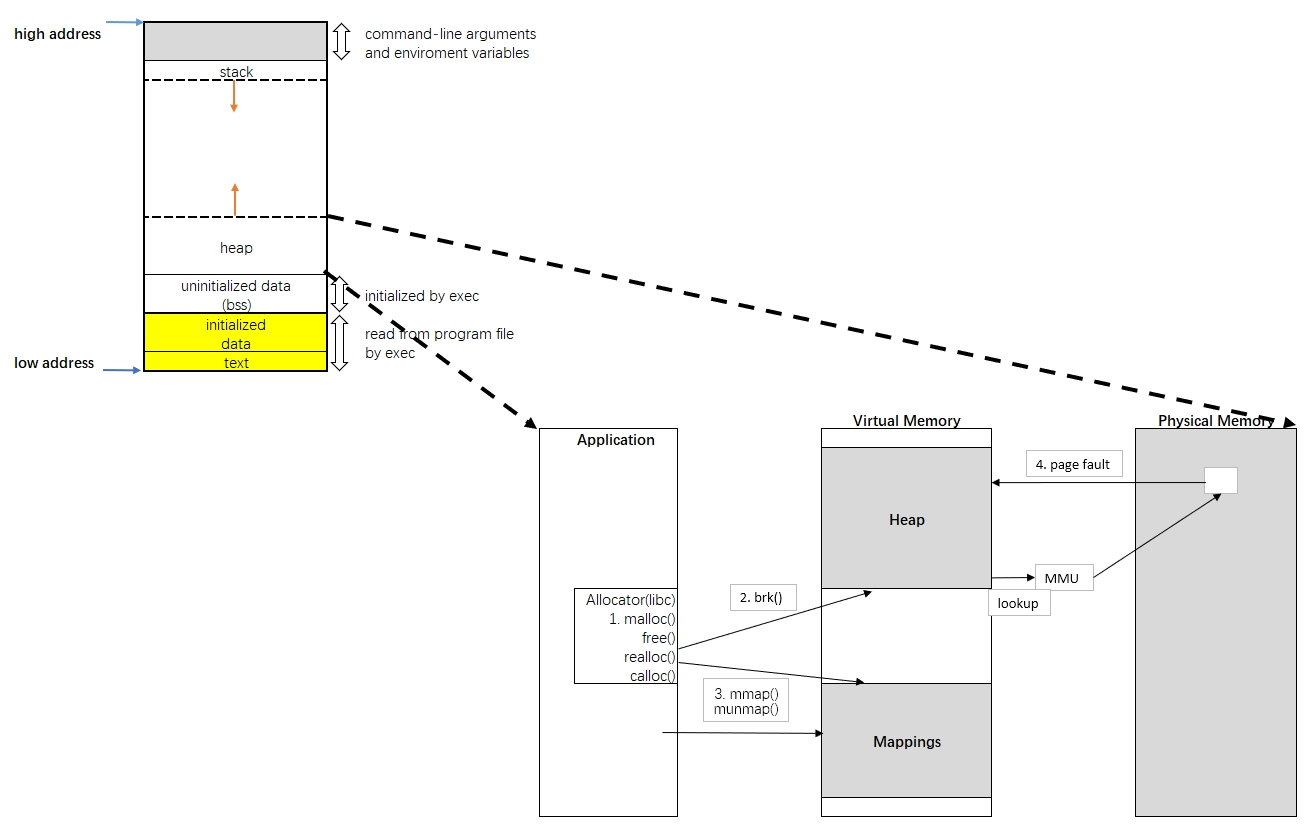 high address
command-line arguments
and enviroment variables
stack
heap
uninitialized data
(bss)
initialized by exec
initialized
data
read from program file
by exec
low address
text
Application
Virtual Memory
Physical Memory
4. page fault
Heap
MMU
lookup
Allocator(libc)
1. malloc()
free()
realloc()
calloc()
2. brk()
3. mmap()
munmap()
Mappings